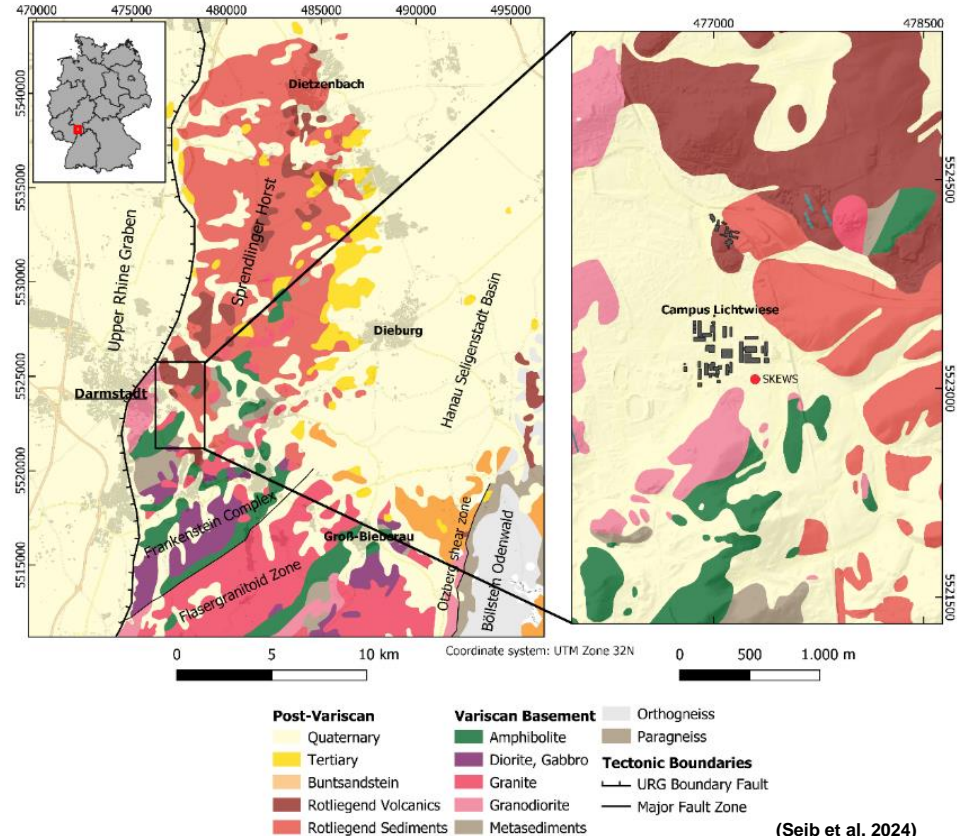 470000 475000 480000 485000 490000 495000
477000 478500
5540000
5535000
5530000
5525000
5520000
5515000
5524500
5523000
5521500
Dietzenbach
Upper Rhine Graben
Sprendlinger Horst
Dieburg
Hanau Seligenstadt Basin
Darmstadt
Frankenstein Complex
Groß-Bieberau
Flasergranitoid Zone
Otzberg shear zone
Böllstein Odenwald
Campus Lichtwiese
SKEWS
Coordinate system: UTM Zone 32N
0 5 10 km
0 500 1.000 m
Post-Variscan
Quaternary
Tertiary
Buntsandstein
Rotliegend Volcanics
Rotliegend Sediments
Variscan Basement
Amphibolite
Diorite, Gabbro
Granite
Granodiorite
Metasediments
Orthogneiss
Paragneiss
Tectonic Boundaries
URG Boundary Fault
Major Fault Zone
(Seib et al. 2024)